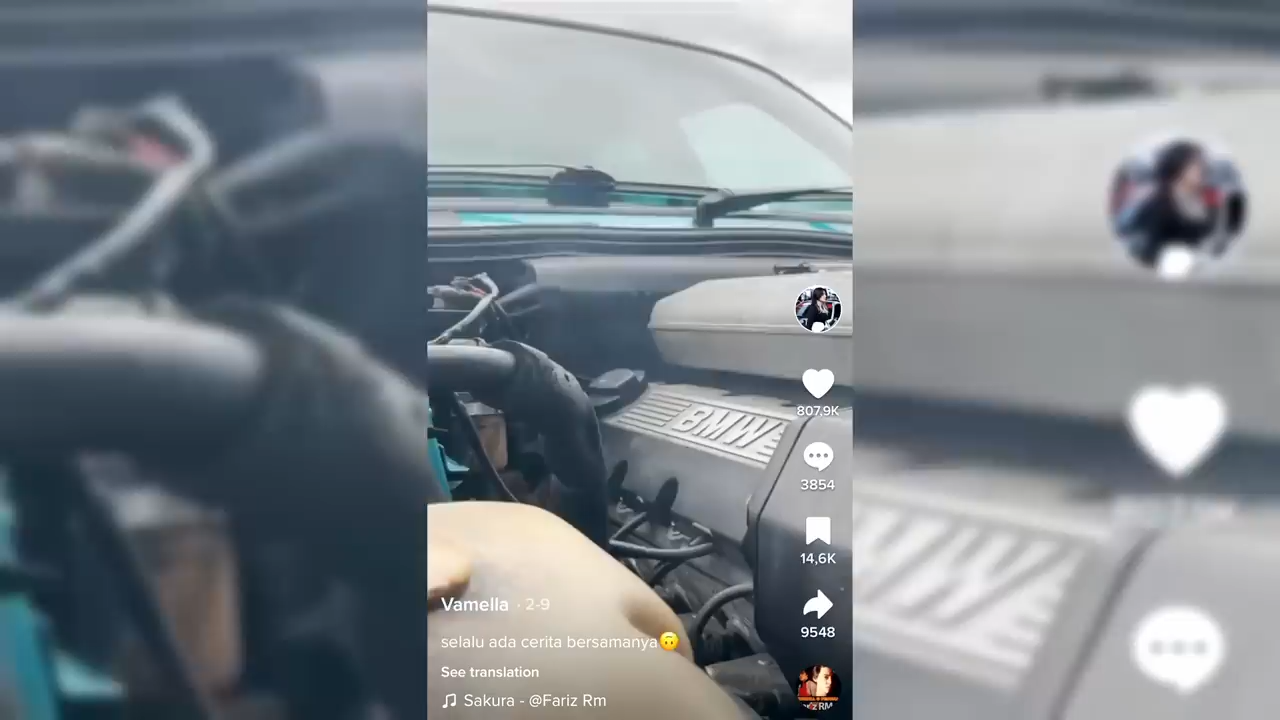 BMW
807,9K
3854
14,6K
9548
Vamella · 2-9
selalu ada cerita bersamanya🙃
See translation
Sakura - @Fariz Rm